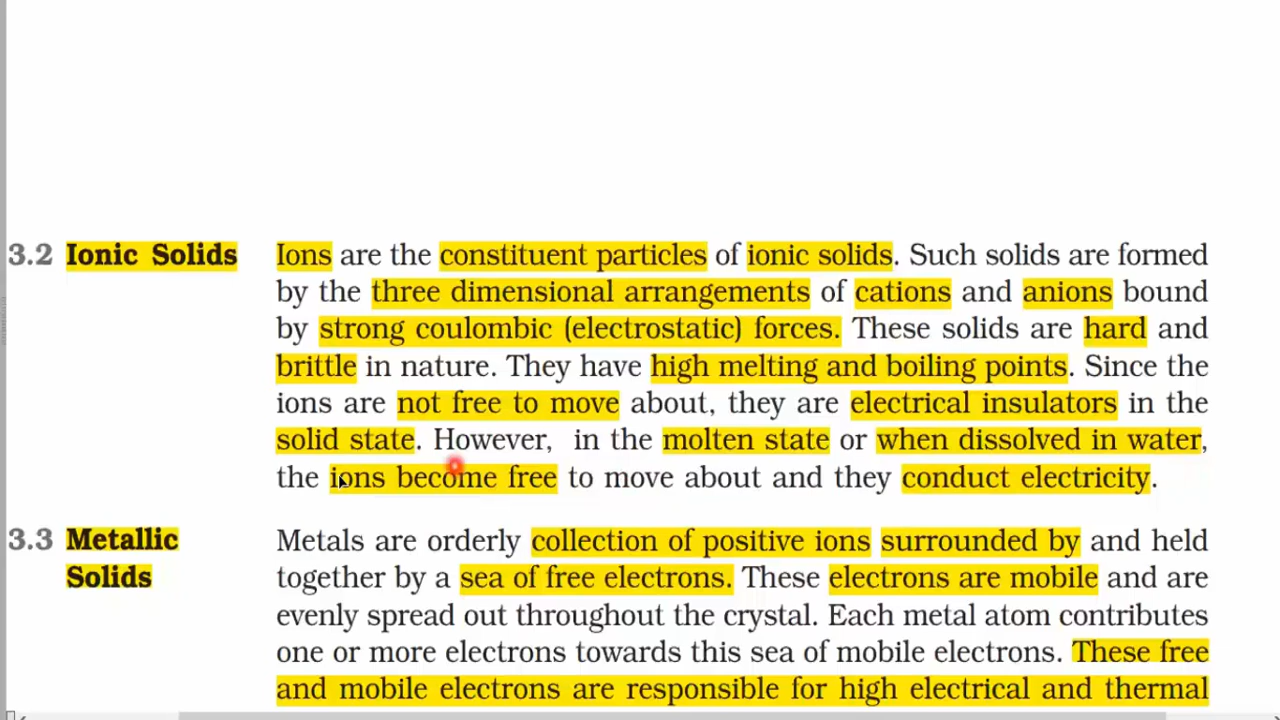 3.2 Ionic Solids Ions are the constituent particles of ionic solids. Such solids are formed
by the three dimensional arrangements of cations and anions bound
by strong coulombic (electrostatic) forces. These solids are hard and
brittle in nature. They have high melting and boiling points. Since the
ions are not free to move about, they are electrical insulators in the
solid state. However, in the molten state or when dissolved in water,
the ions become free to move about and they conduct electricity.
3.3 Metallic Metals are orderly collection of positive ions surrounded by and held
Solids together by a sea of free electrons. These electrons are mobile and are
evenly spread out throughout the crystal. Each metal atom contributes
one or more electrons towards this sea of mobile electrons. These free
and mobile electrons are responsible for high electrical and thermal